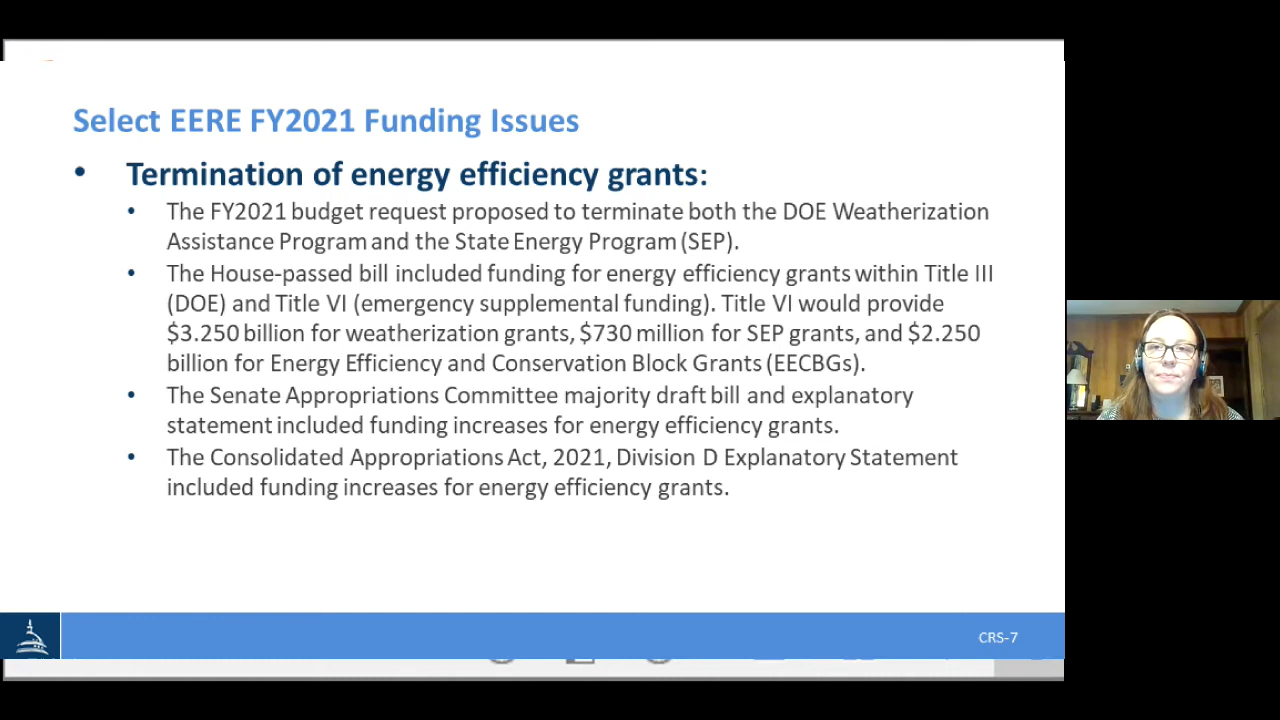 Select EERE FY2021 Funding Issues
• Termination of energy efficiency grants:
• The FY2021 budget request proposed to terminate both the DOE Weatherization
Assistance Program and the State Energy Program (SEP).
• The House-passed bill included funding for energy efficiency grants within Title III
(DOE) and Title VI (emergency supplemental funding). Title VI would provide
$3.250 billion for weatherization grants, $730 million for SEP grants, and $2.250
billion for Energy Efficiency and Conservation Block Grants (EECBGs).
• The Senate Appropriations Committee majority draft bill and explanatory
statement included funding increases for energy efficiency grants.
• The Consolidated Appropriations Act, 2021, Division D Explanatory Statement
included funding increases for energy efficiency grants.
CRS-7